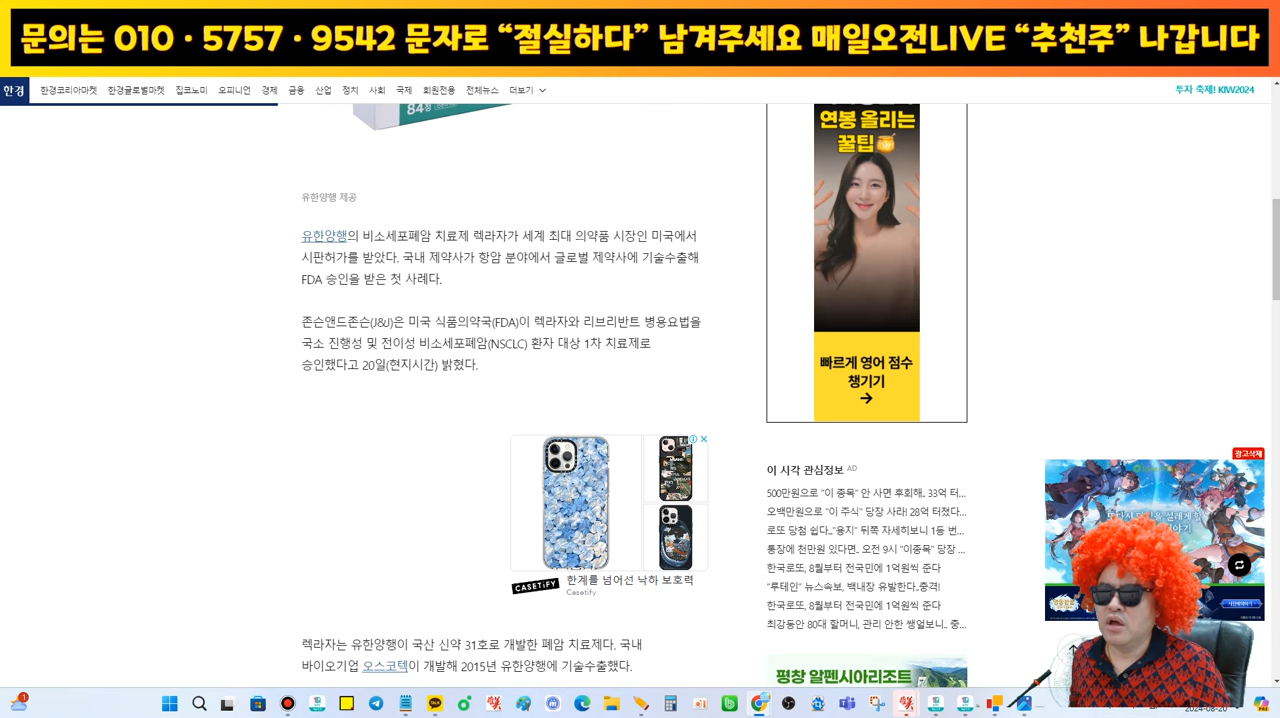 문의는 010 · 5757 · 9542 문자로 “절실하다” 남겨주세요 매일오전LIVE “추천주” 나갑니다
한경 한경코리아마켓 한경글로벌마켓 집코노미 오피니언 경제 금융 산업 정치 사회 국제 회원전용 전체뉴스 더보기 투자 축제! KIW2024
84정
유한양행 제공
유한양행의 비소세포폐암 치료제 렉라자가 세계 최대 의약품 시장인 미국에서
시판허가를 받았다. 국내 제약사가 항암 분야에서 글로벌 제약사에 기술수출해
FDA 승인을 받은 첫 사례다.
존슨앤드존슨(J&J)은 미국 식품의약국(FDA)이 렉라자와 리브리반트 병용요법을
국소 진행성 및 전이성 비소세포폐암(NSCLC) 환자 대상 1차 치료제로
승인했다고 20일(현지시간) 밝혔다.
CASETiFY
한계를 넘어선 낙하 보호력
Casetify
렉라자는 유한양행이 국산 신약 31호로 개발한 폐암 치료제다. 국내
바이오기업 오스코텍이 개발해 2015년 유한양행에 기술수출했다.
연봉 올리는
꿀팁
빠르게 영어 점수
챙기기
→
이 시각 관심정보 AD
500만원으로 "이 종목" 안 사면 후회해.. 33억 터...
오백만원으로 "이 주식" 당장 사라! 28억 터졌다...
로또 당첨 쉽다.."용지" 뒤쪽 자세히보니 1등 번...
통장에 천만원 있다면.. 오전 9시 "이종목" 당장 ...
한국로또, 8월부터 전국민에 1억원씩 준다
"루테인" 뉴스속보, 백내장 유발한다..충격!
한국로또, 8월부터 전국민에 1억원씩 준다
최강동안 80대 할머니, 관리 안한 쌩얼보니.. 충...
평창 알펜시아리조트
광고삭제
1
TALK
2024-08-20